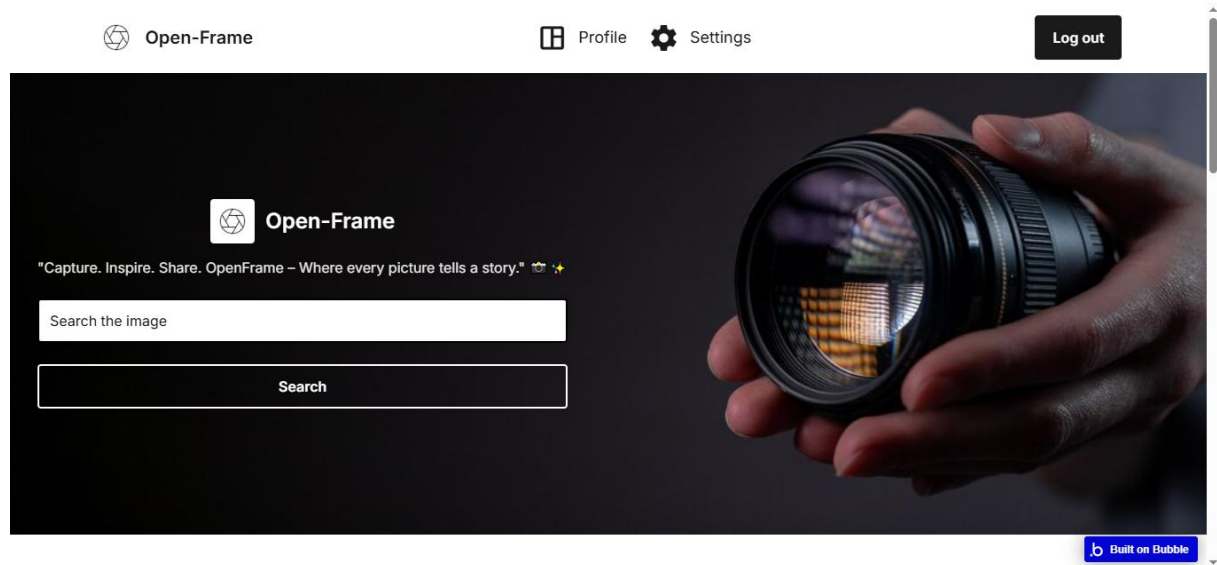 Open-Frame
Profile
Settings
Log out
Open-Frame
"Capture. Inspire. Share. OpenFrame – Where every picture tells a story." 📸 ✨
Search the image
Search
Built on Bubble